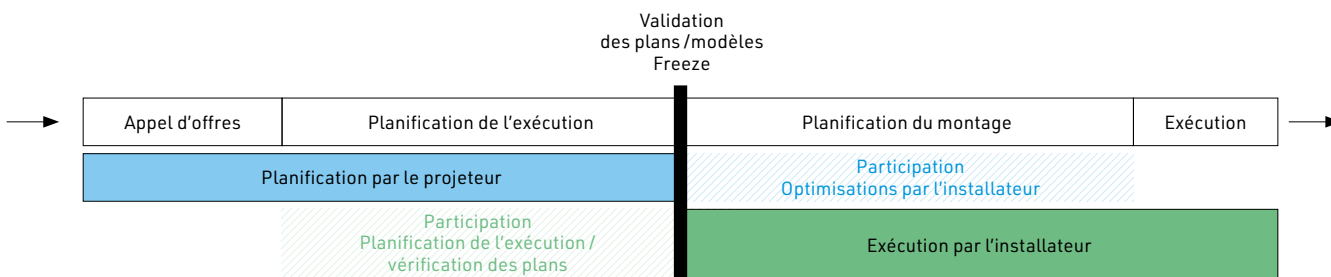 Validation
des plans /modèles
Freeze
Appel d'offres
Planification de l'exécution
Planification du montage
Exécution
Planification par le projeteur
Participation
Optimisations par l'installateur
Participation
Planification de l'exécution /
vérification des plans
Exécution par l'installateur